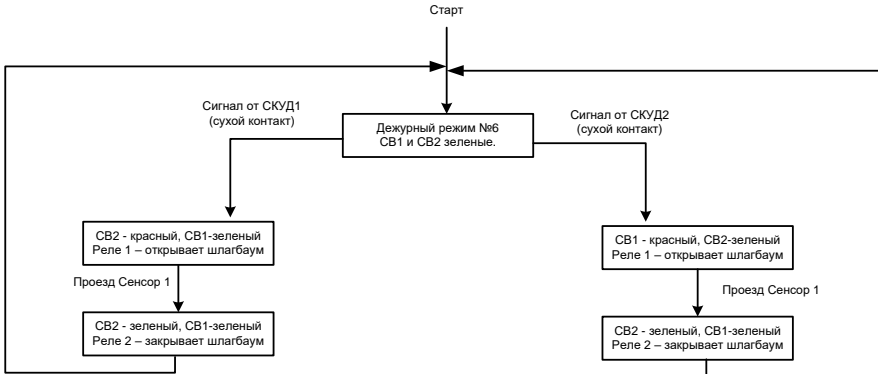 Старт
Сигнал от СКУД1
(сухой контакт)
Дежурный режим №6
СВ1 и СВ2 зеленые.
Сигнал от СКУД2
(сухой контакт)
СВ2 - красный, СВ1-зеленый
Реле 1 – открывает шлагбаум
СВ1 - красный, СВ2-зеленый
Реле 1 – открывает шлагбаум
Проезд Сенсор 1
Проезд Сенсор 1
СВ2 - зеленый, СВ1-зеленый
Реле 2 – закрывает шлагбаум
СВ2 - зеленый, СВ1-зеленый
Реле 2 – закрывает шлагбаум